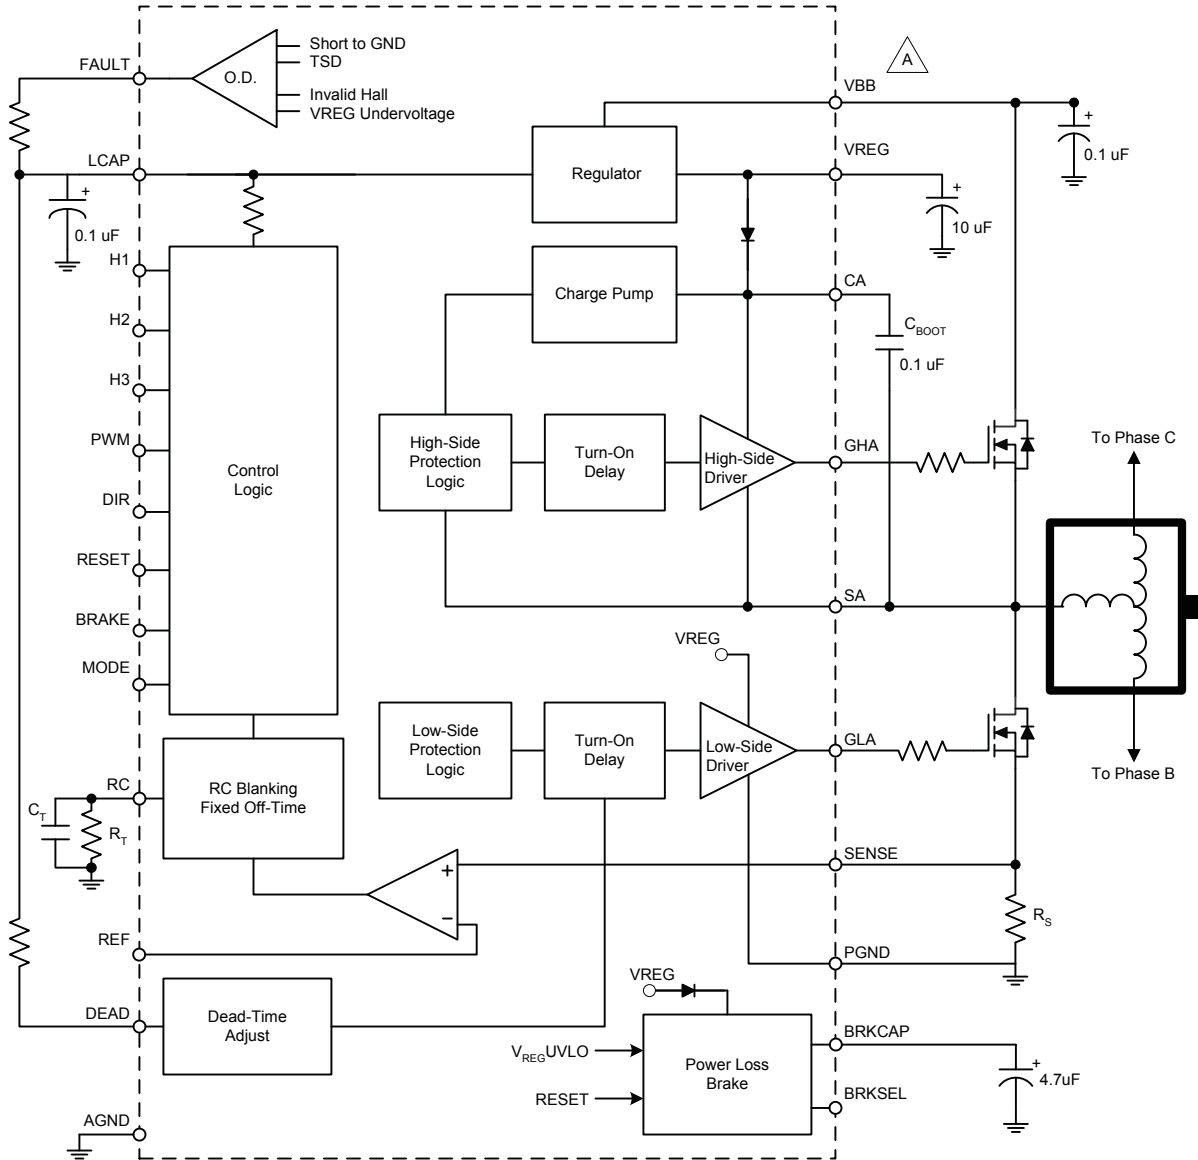 Short to GND
FAULT
TSD
O.D.
Invalid Hall
VREG Undervoltage
A
VBB
+
0.1 uF
LCAP
VREG
Regulator
+
0.1 uF
+
10 uF
H1
CA
Charge Pump
H2
CBOOT
0.1 uF
H3
PWM
High-Side
Protection
Logic
Turn-On
Delay
High-Side
Driver
GHA
To Phase C
Control
Logic
DIR
RESET
SA
BRAKE
VREG
MODE
Low-Side
Protection
Logic
Turn-On
Delay
Low-Side
Driver
GLA
To Phase B
RC
RC Blanking
Fixed Off-Time
CT
RT
SENSE
+
−
RS
REF
PGND
VREG
DEAD
Dead-Time
Adjust
BRKCAP
VREGUVLO
Power Loss
Brake
+
4.7uF
RESET
BRKSEL
AGND